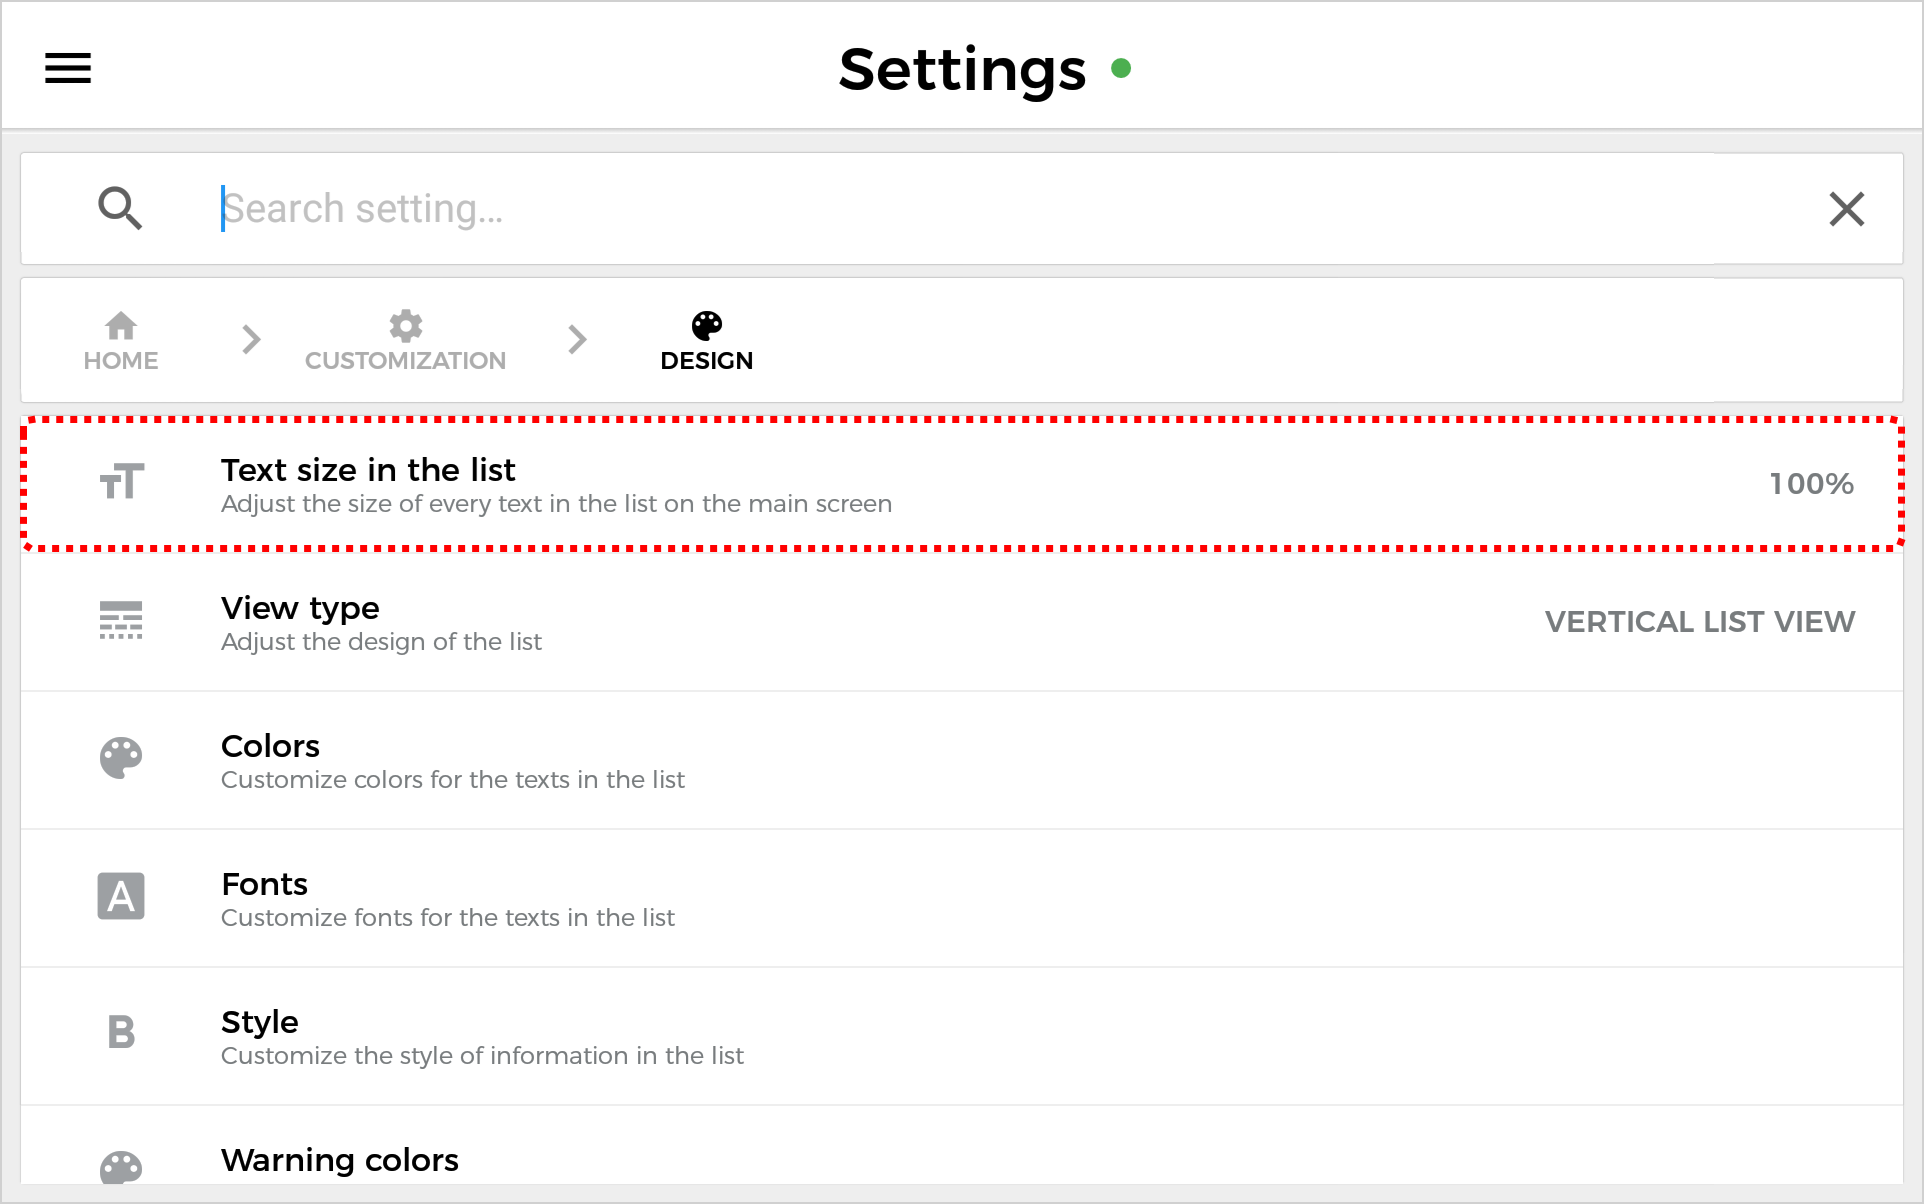 Settings
Search setting...
HOME
CUSTOMIZATION
DESIGN
Text size in the list
Adjust the size of every text in the list on the main screen
100%
View type
Adjust the design of the list
VERTICAL LIST VIEW
Colors
Customize colors for the texts in the list
A
Fonts
Customize fonts for the texts in the list
B
Style
Customize the style of information in the list
Warning colors